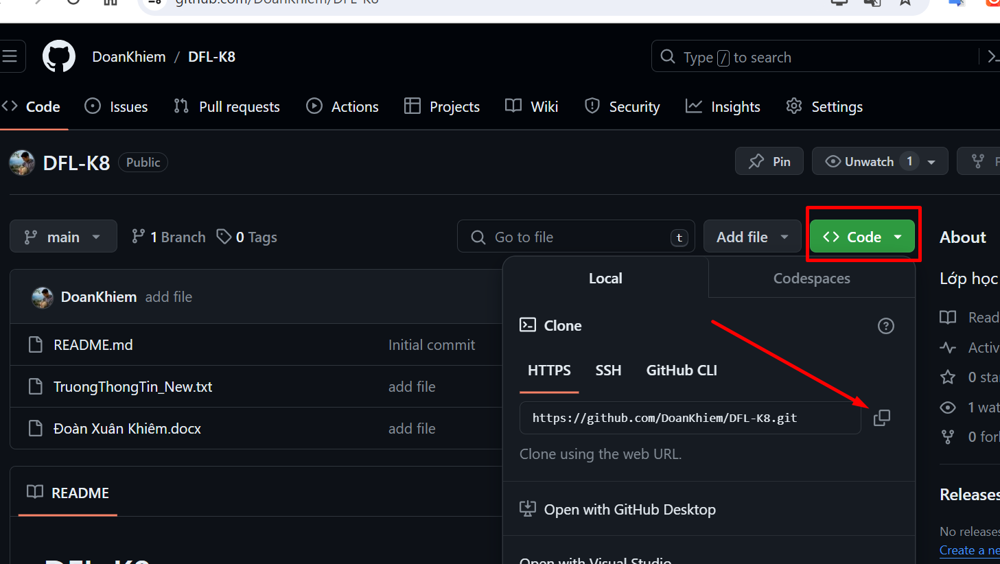 github.com/DoanKhiem/DFL-K8
DoanKhiem / DFL-K8
Type / to search
Code Issues Pull requests Actions Projects Wiki Security Insights Settings
DFL-K8 Public
Pin Unwatch 1
main 1 Branch 0 Tags
Go to file t
Add file
Code
About
Local Codespaces
Lớp học
DoanKhiem add file
Clone
Read
README.md Initial commit
Activ
HTTPS SSH GitHub CLI
0 sta
TruongThongTin_New.txt add file
https://github.com/DoanKhiem/DFL-K8.git
1 wat
Đoàn Xuân Khiêm.docx add file
0 forl
Clone using the web URL.
README
Releases
Open with GitHub Desktop
No releases
Create a ne
Open with Visual Studio
DFL-K8